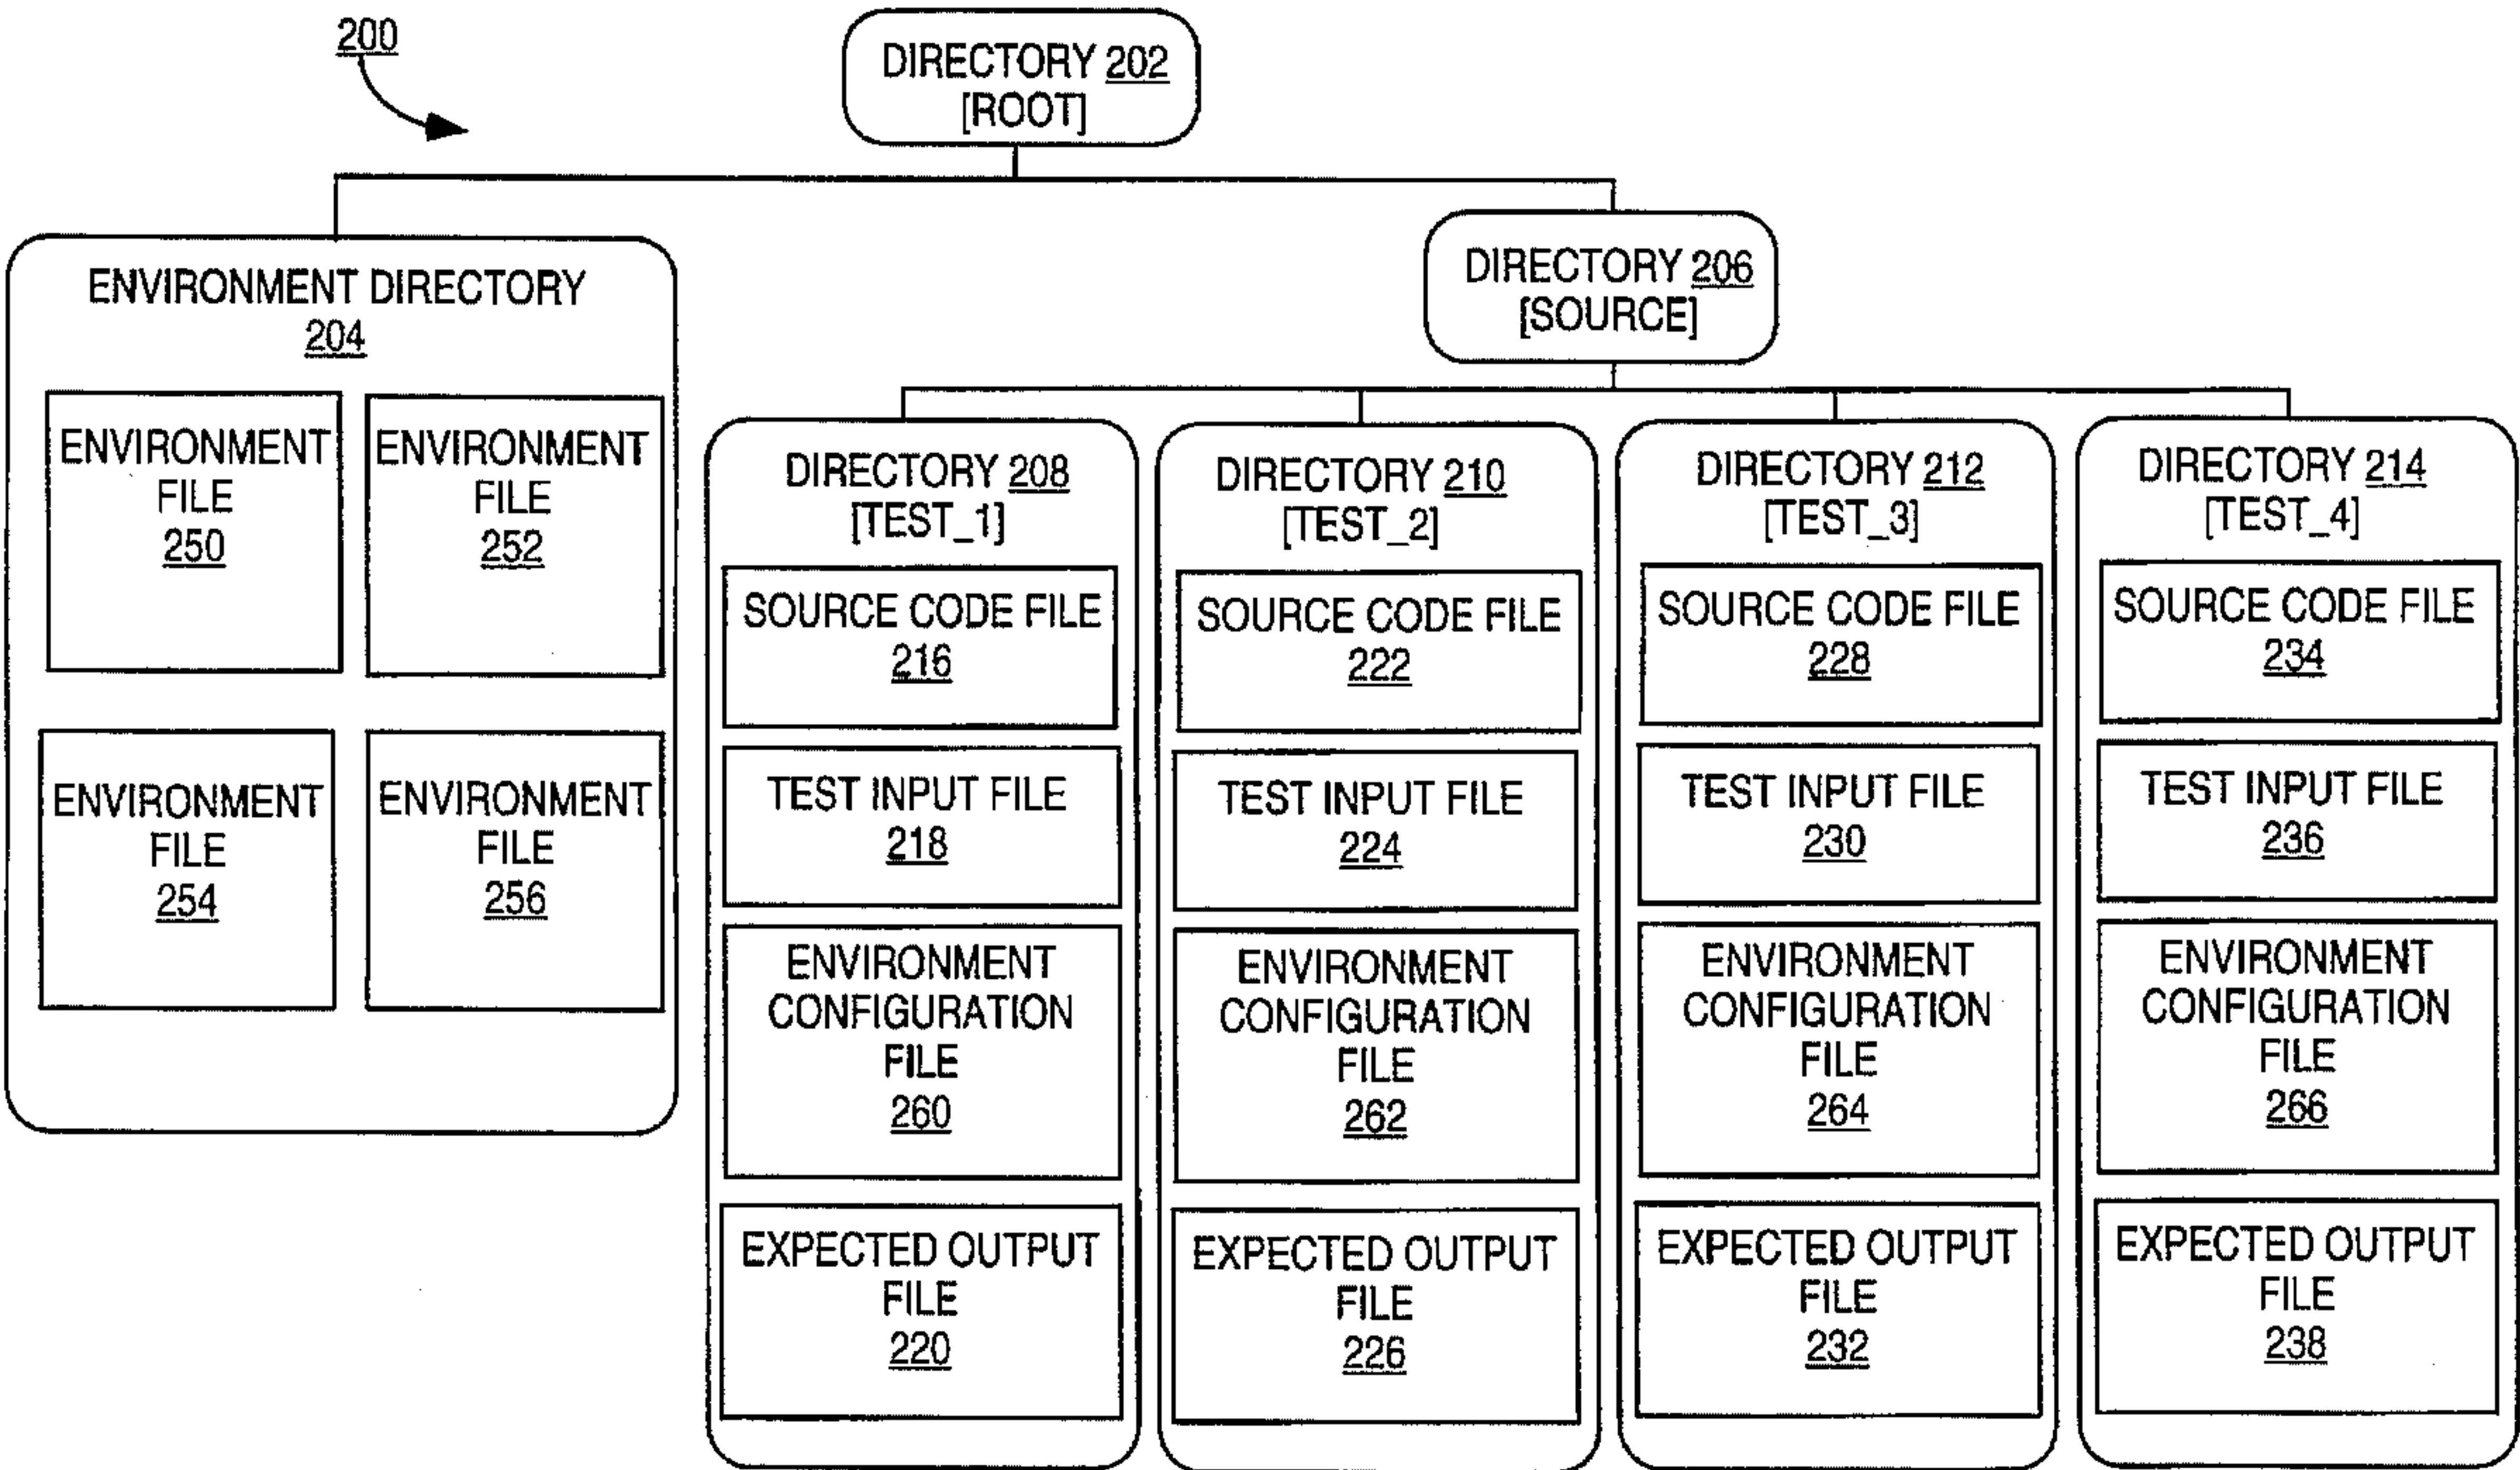 200
DIRECTORY 202
[ROOT]
ENVIRONMENT DIRECTORY
204
ENVIRONMENT
FILE
250
ENVIRONMENT
FILE
252
ENVIRONMENT
FILE
254
ENVIRONMENT
FILE
256
DIRECTORY 206
[SOURCE]
DIRECTORY 208
[TEST_1]
SOURCE CODE FILE
216
TEST INPUT FILE
218
ENVIRONMENT
CONFIGURATION
FILE
260
EXPECTED OUTPUT
FILE
220
DIRECTORY 210
[TEST_2]
SOURCE CODE FILE
222
TEST INPUT FILE
224
ENVIRONMENT
CONFIGURATION
FILE
262
EXPECTED OUTPUT
FILE
226
DIRECTORY 212
[TEST_3]
SOURCE CODE FILE
228
TEST INPUT FILE
230
ENVIRONMENT
CONFIGURATION
FILE
264
EXPECTED OUTPUT
FILE
232
DIRECTORY 214
[TEST_4]
SOURCE CODE FILE
234
TEST INPUT FILE
236
ENVIRONMENT
CONFIGURATION
FILE
266
EXPECTED OUTPUT
FILE
238